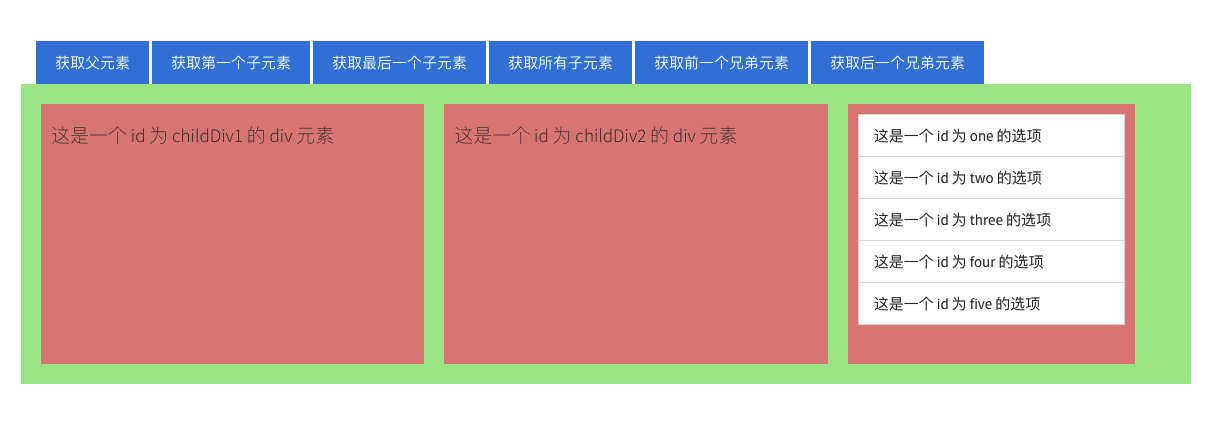 获取父元素 获取第一个子元素 获取最后一个子元素 获取所有子元素 获取前一个兄弟元素 获取后一个兄弟元素
这是一个 id 为 childDiv1 的 div 元素
这是一个 id 为 childDiv2 的 div 元素
这是一个 id 为 one 的选项
这是一个 id 为 two 的选项
这是一个 id 为 three 的选项
这是一个 id 为 four 的选项
这是一个 id 为 five 的选项